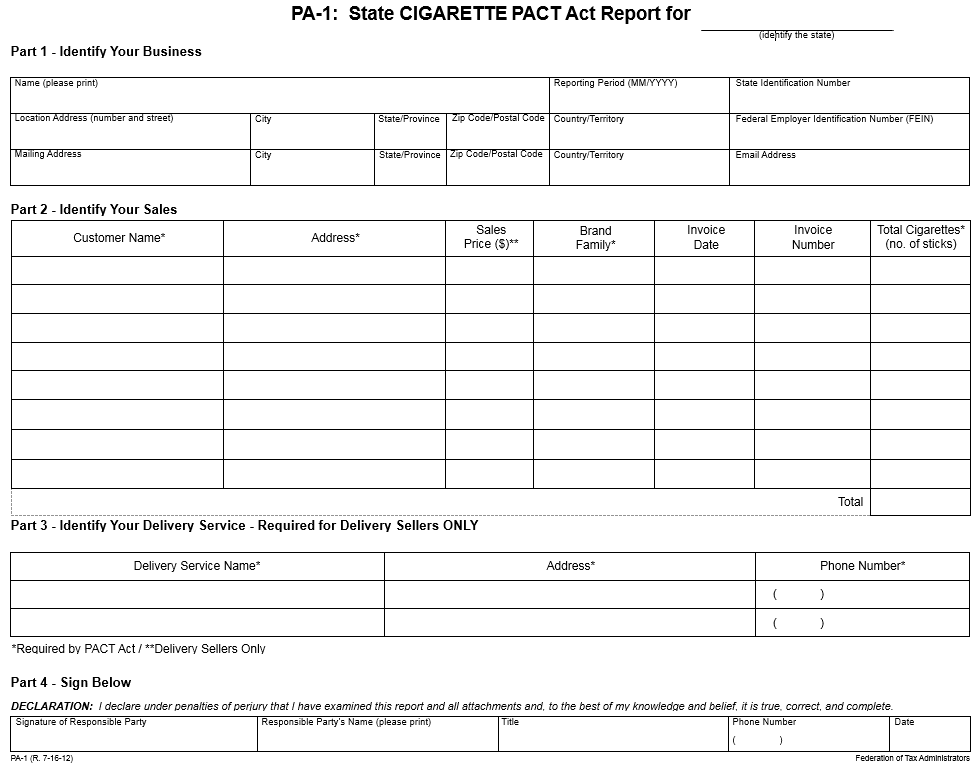 PA-1: State CIGARETTE PACT Act Report for
(identify the state)
Part 1 - Identify Your Business
Name (please print) Reporting Period (MM/YYYY) State Identification Number
Location Address (number and street) City State/Province Zip Code/Postal Code Country/Territory Federal Employer Identification Number (FEIN)
Mailing Address City State/Province Zip Code/Postal Code Country/Territory Email Address
Part 2 - Identify Your Sales
Customer Name* Address* Sales Price ($)** Brand Family* Invoice Date Invoice Number Total Cigarettes* (no. of sticks)
Total
Part 3 - Identify Your Delivery Service - Required for Delivery Sellers ONLY
Delivery Service Name* Address* Phone Number*
( )
( )
*Required by PACT Act / **Delivery Sellers Only
Part 4 - Sign Below
DECLARATION: I declare under penalties of perjury that I have examined this report and all attachments and, to the best of my knowledge and belief, it is true, correct, and complete.
Signature of Responsible Party Responsible Party's Name (please print) Title Phone Number Date
( )
PA-1 (R. 7-16-12) Federation of Tax Administrators